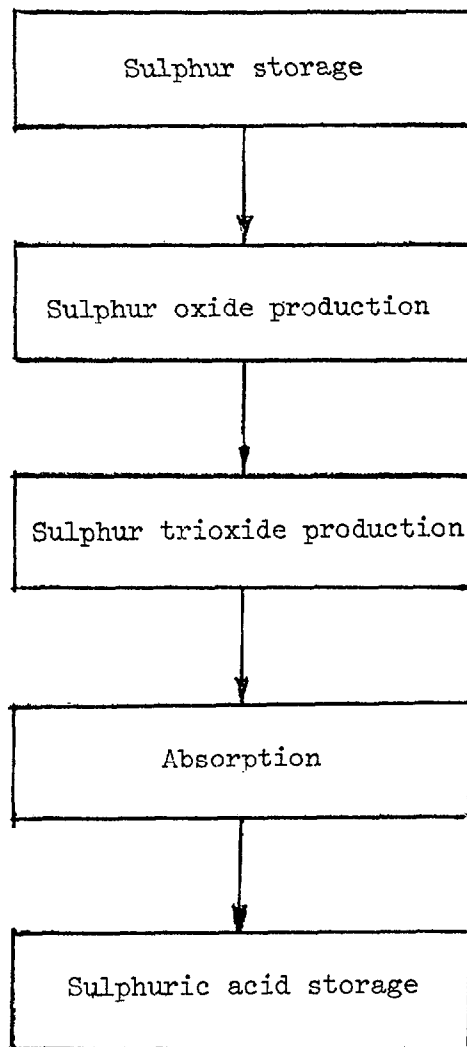 Sulphur storage
Sulphur oxide production
Sulphur trioxide production
Absorption
Sulphuric acid storage